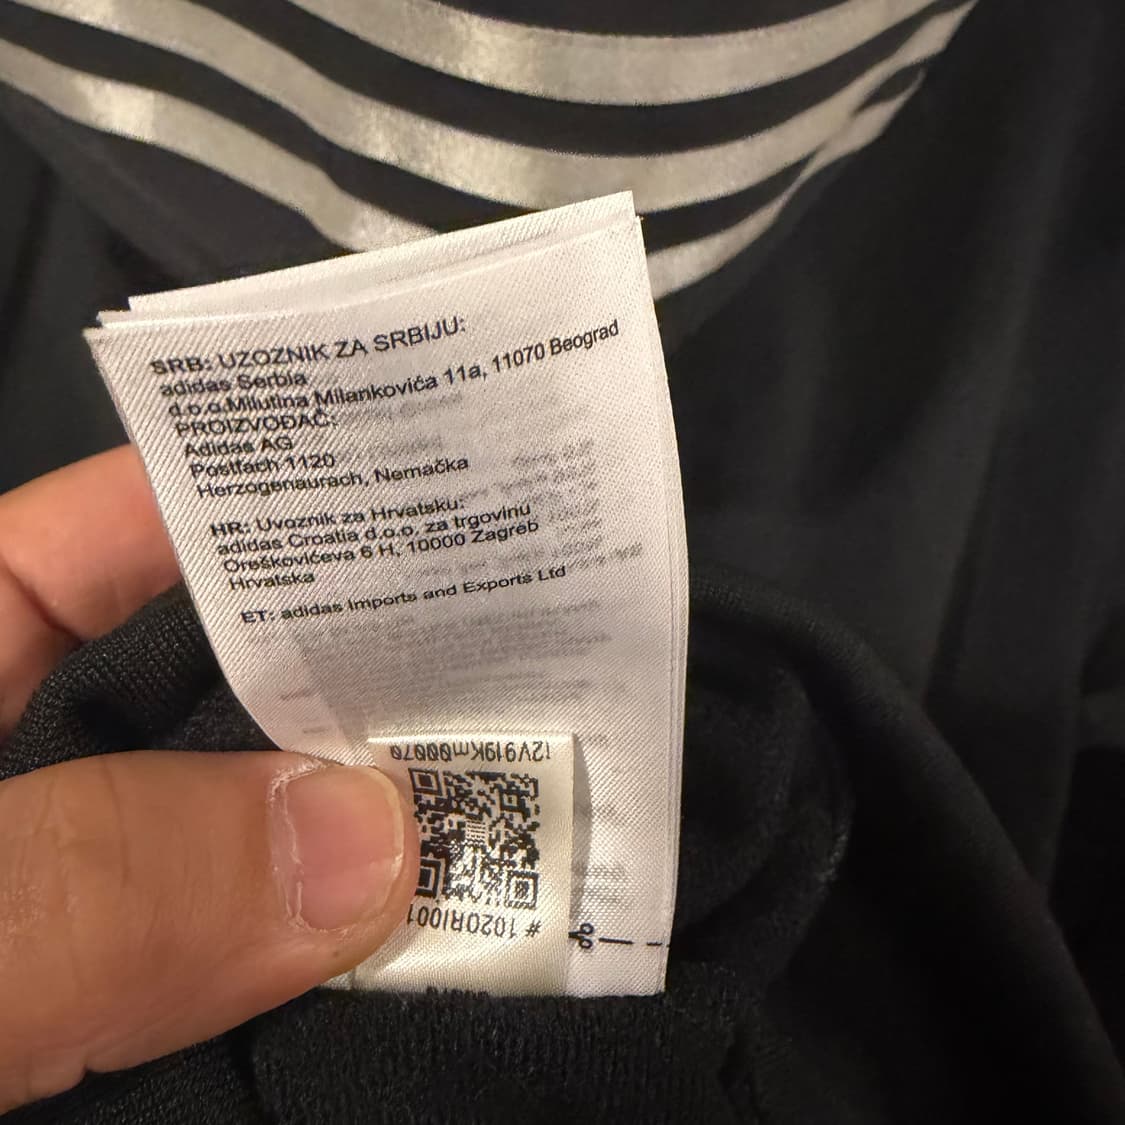 SRB: UZOZNIK ZA SRBIJU:
adidas Serbia
d.o.o.Milutina Milankovića 11a, 11070 Beograd
PROIZVOĐAČ:
Adidas AG
Postfach 1120
Herzogenaurach, Nemačka
HR: Uvoznik za Hrvatsku:
adidas Croatia d.o.o. za trgovinu
Oreškovićeva 6 H, 10000 Zagreb
Hrvatska
ET: adidas Imports and Exports Ltd
# 1020RI001